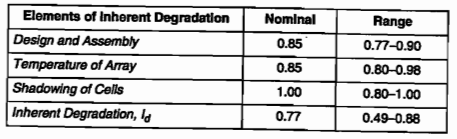 Elements of Inherent Degradation Nominal Range
Design and Assembly 0.85 0.77–0.90
Temperature of Array 0.85 0.80–0.98
Shadowing of Cells 1.00 0.80–1.00
Inherent Degradation, Id 0.77 0.49–0.88